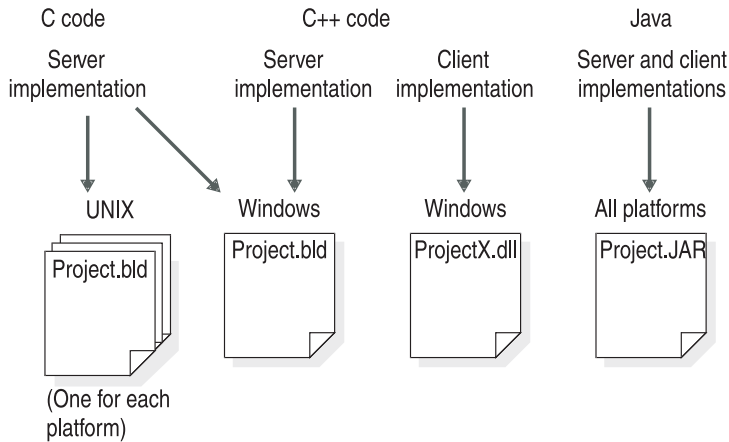 C code
C++ code
Java
Server
implementation
Server
implementation
Client
implementation
Server and client
implementations
UNIX
Windows
Windows
All platforms
Project.bld
Project.bld
ProjectX.dll
Project.JAR
(One for each
platform)